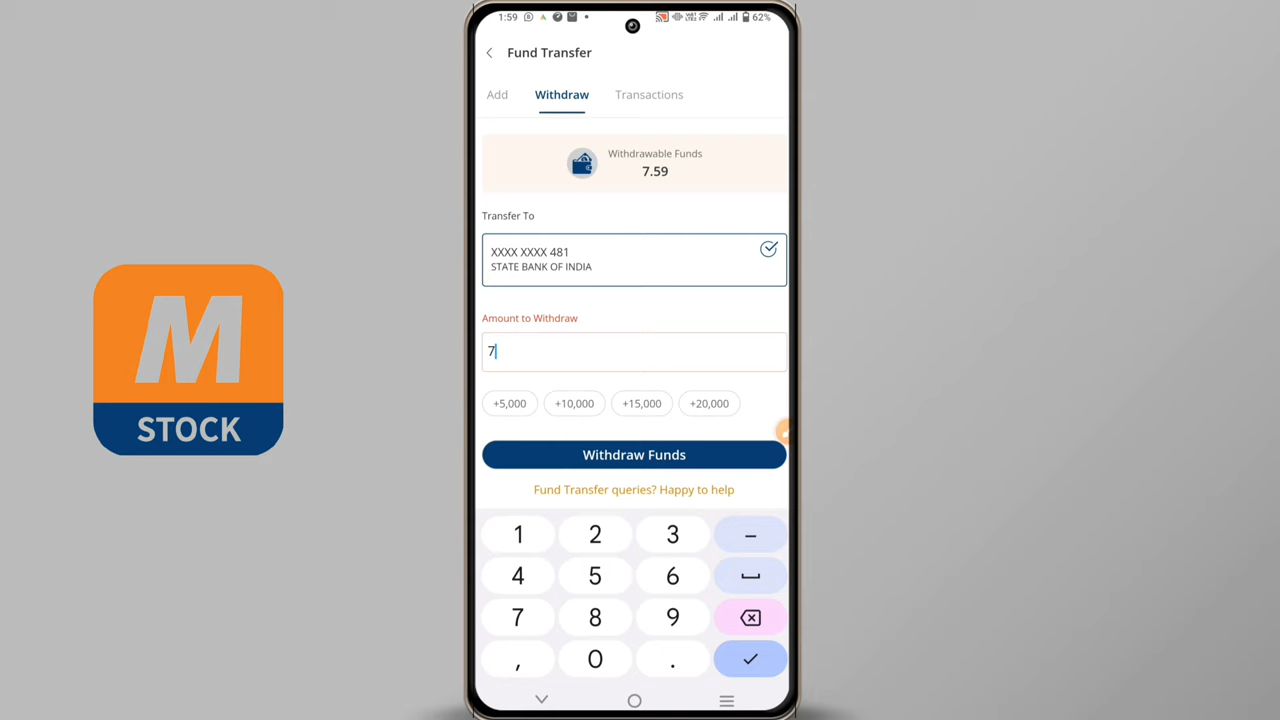 1:59
62%
Fund Transfer
Add Withdraw Transactions
Withdrawable Funds
7.59
Transfer To
XXXX XXXX 481
STATE BANK OF INDIA
Amount to Withdraw
7
+5,000 +10,000 +15,000 +20,000
Withdraw Funds
Fund Transfer queries? Happy to help
1 2 3 –
4 5 6
7 8 9
, 0 .
M
STOCK